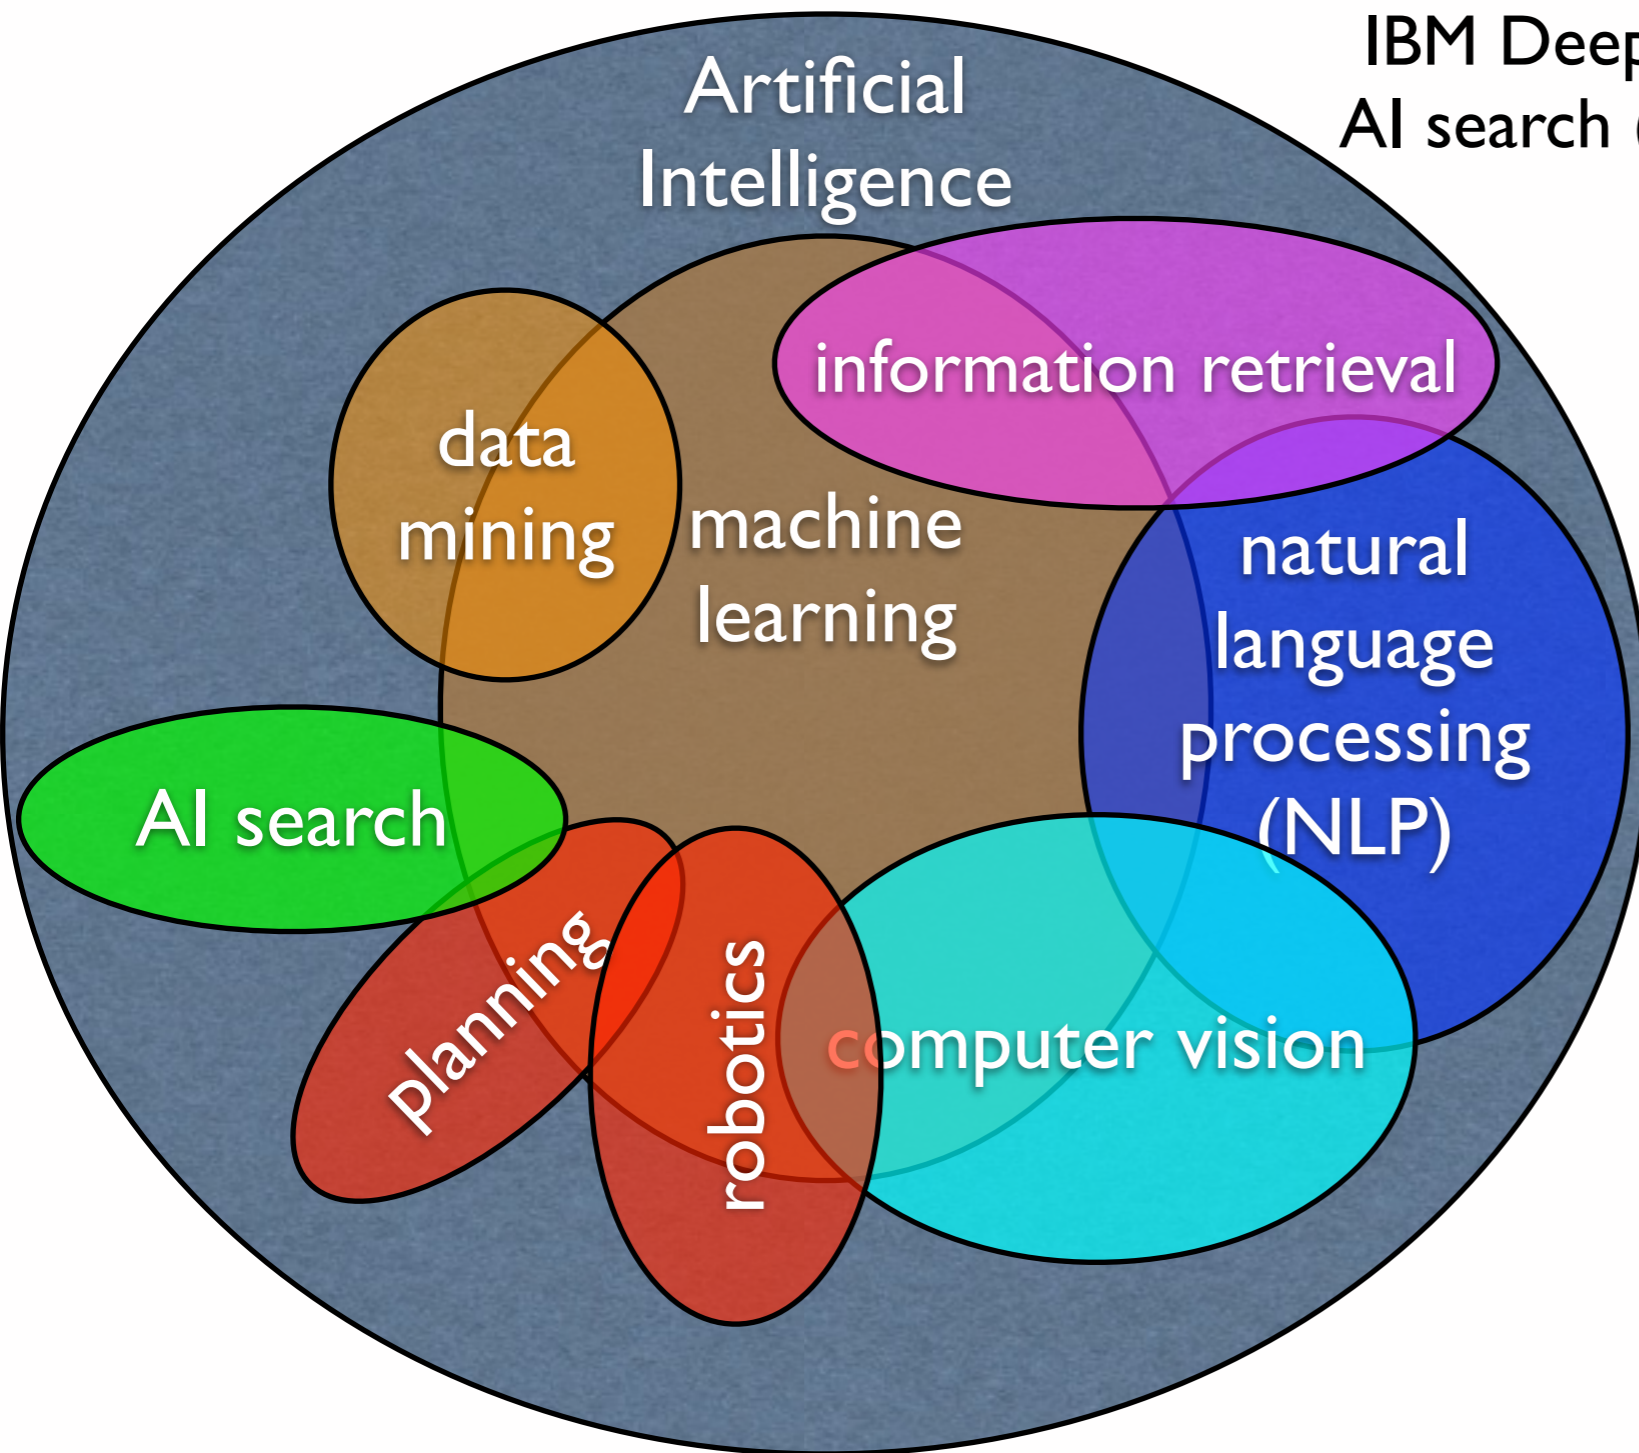 IBM Deep
AI search (
Artificial
Intelligence
information retrieval
data
mining
machine
learning
natural
language
processing
(NLP)
AI search
planning
robotics
computer vision